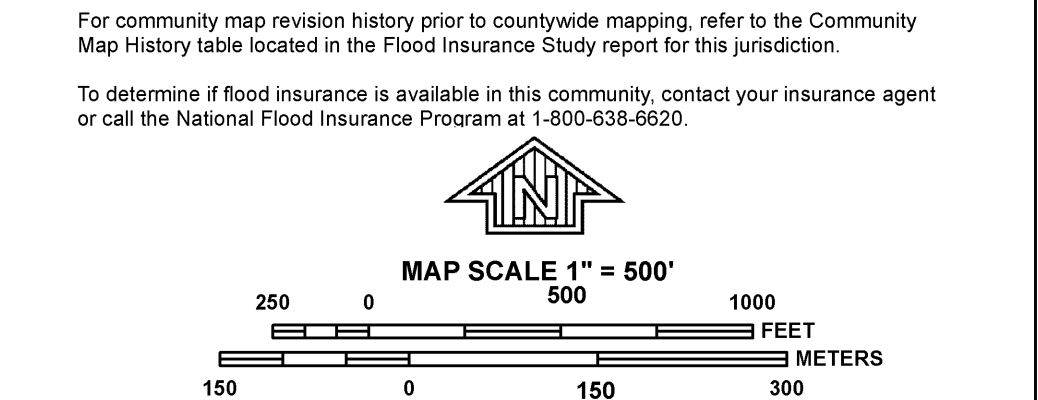 For community map revision history prior to countywide mapping, refer to the Community
Map History table located in the Flood Insurance Study report for this jurisdiction.
To determine if flood insurance is available in this community, contact your insurance agent
or call the National Flood Insurance Program at 1-800-638-6620.
N
MAP SCALE 1" = 500'
250 0 500 1000
FEET
METERS
150 0 150 300